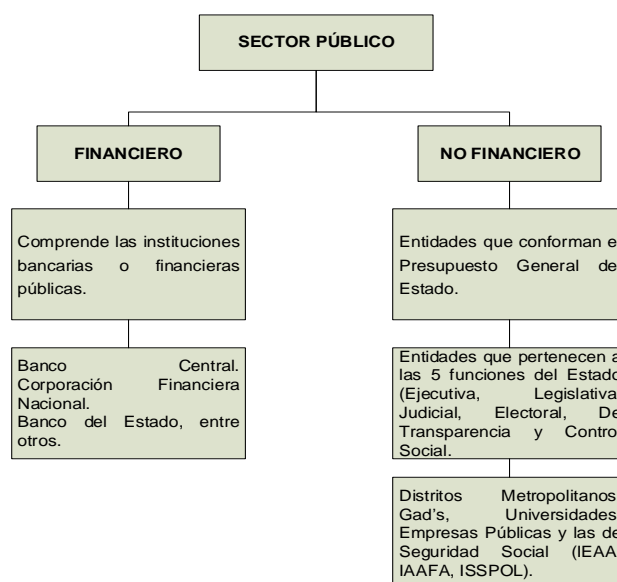 SECTOR PÚBLICO
FINANCIERO
Comprende las instituciones
bancarias o financieras
públicas.
Banco Central.
Corporación Financiera
Nacional.
Banco del Estado, entre
otros.
NO FINANCIERO
Entidades que conforman e
Presupuesto General de
Estado.
Entidades que pertenecen a
las 5 funciones del Estado
(Ejecutiva, Legislativa
Judicial, Electoral, De
Transparencia y Contro
Social.
Distritos Metropolitanos
Gad's, Universidades
Empresas Públicas y las de
Seguridad Social (IEAA
IAAFA, ISSPOL).